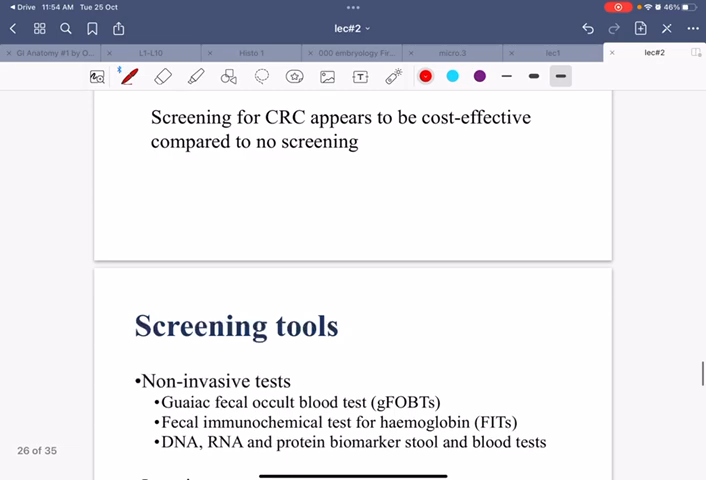 Drive 11:54 AM Tue 25 Oct
46%
lec#2
Gi Anatomy #1 by D...
L1-L10
Histo 1
000 embryology Fir...
micro.3
lec1
lec#2
Screening for CRC appears to be cost-effective
compared to no screening
Screening tools
•Non-invasive tests
•Guaiac fecal occult blood test (gFOBTs)
•Fecal immunochemical test for haemoglobin (FITs)
•DNA, RNA and protein biomarker stool and blood tests
26 of 35